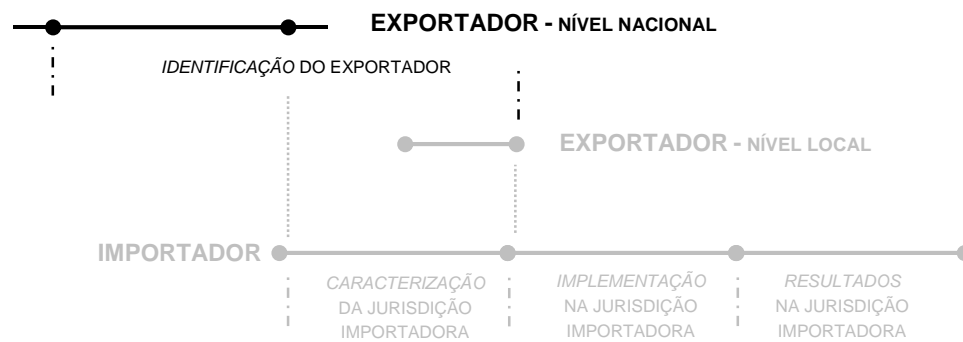 EXPORTADOR - NÍVEL NACIONAL
IDENTIFICAÇÃO DO EXPORTADOR
EXPORTADOR - NÍVEL LOCAL
IMPORTADOR
CARACTERIZAÇÃO
DA JURISDIÇÃO
IMPORTADORA
IMPLEMENTAÇÃO
NA JURISDIÇÃO
IMPORTADORA
RESULTADOS
NA JURISDIÇÃO
IMPORTADORA